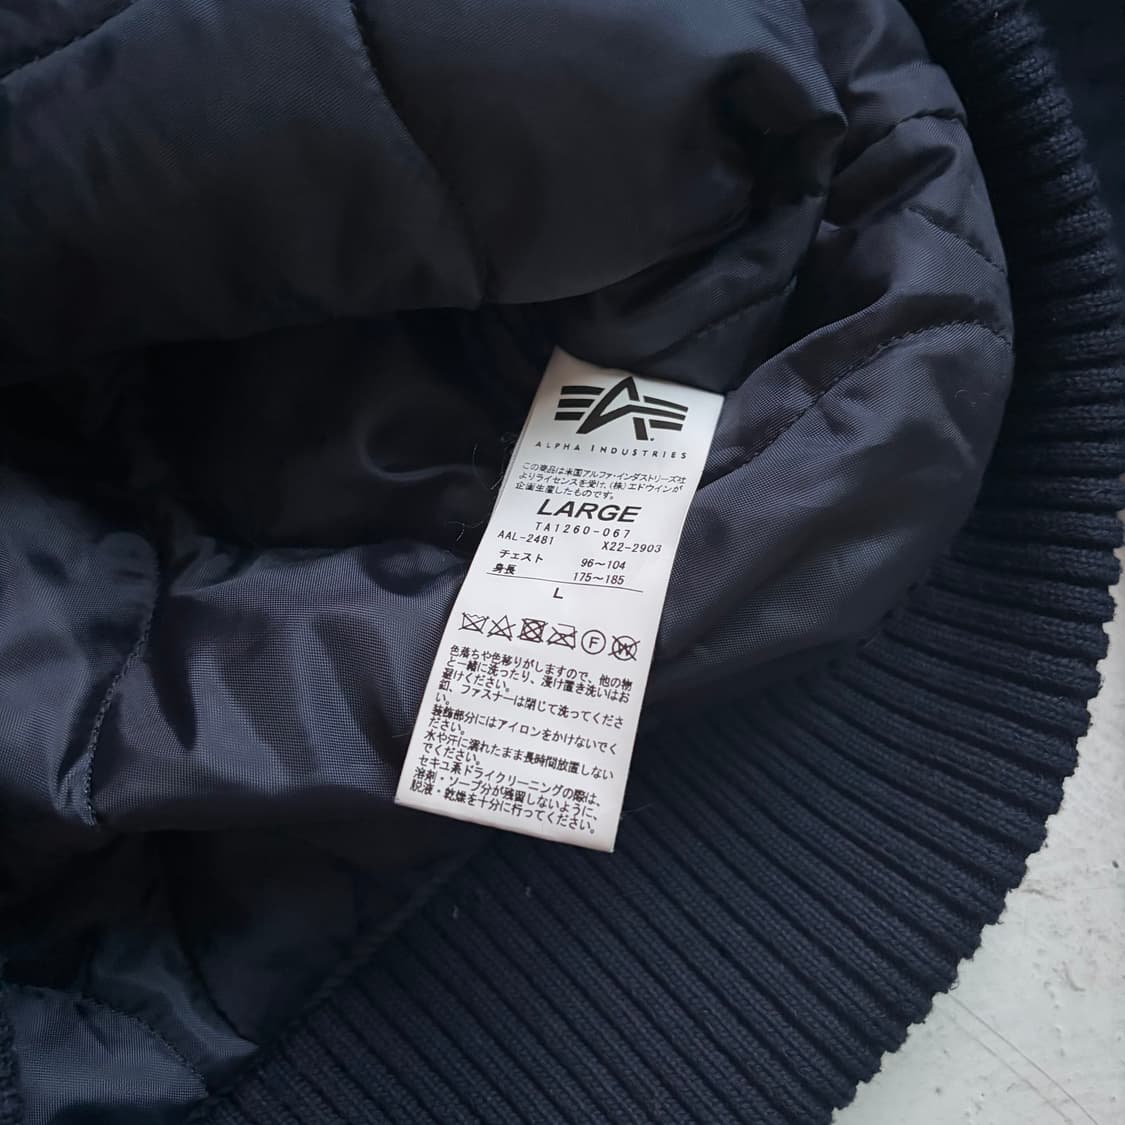 ALPHA INDUSTRIES
この商品は米国アルファ・インダストリーズ社
よりライセンスを受け、(株)エドウインが
企画生産したものです。
LARGE
TA1260-067
AAL-2481 X22-2903
チェスト 96〜104
身長 175〜185
L
F W
色落ちや色移りがしますので、他の物
と一緒に洗ったり、浸け置き洗いはお
避けください。
釦、ファスナーは閉じて洗ってくださ
い。
装飾部分にはアイロンをかけないでく
ださい。
水や汗に濡れたまま長時間放置しない
でください。
セキユ系ドライクリーニングの際は、
溶剤・ソープ分が残留しないように、
脱液・乾燥を十分に行ってください。